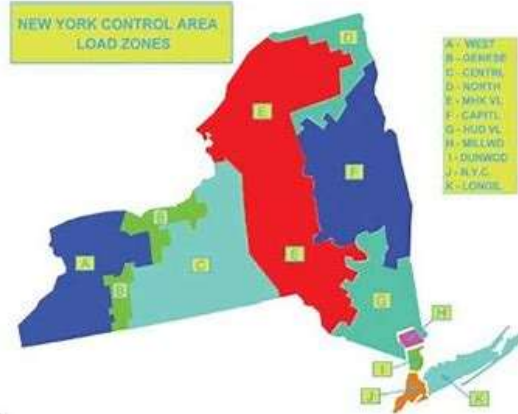 NEW YORK CONTROL AREA
LOAD ZONES
A - WEST
B - GENESE
C - CENTRL
D - NORTH
E - MHK VL
F - CAPITL
G - HUD VL
H - MILLWD
I - DUNWOD
J - N.Y.C.
K - LONGIL
D
E
F
B
A
C
B
E
G
H
I
J
K